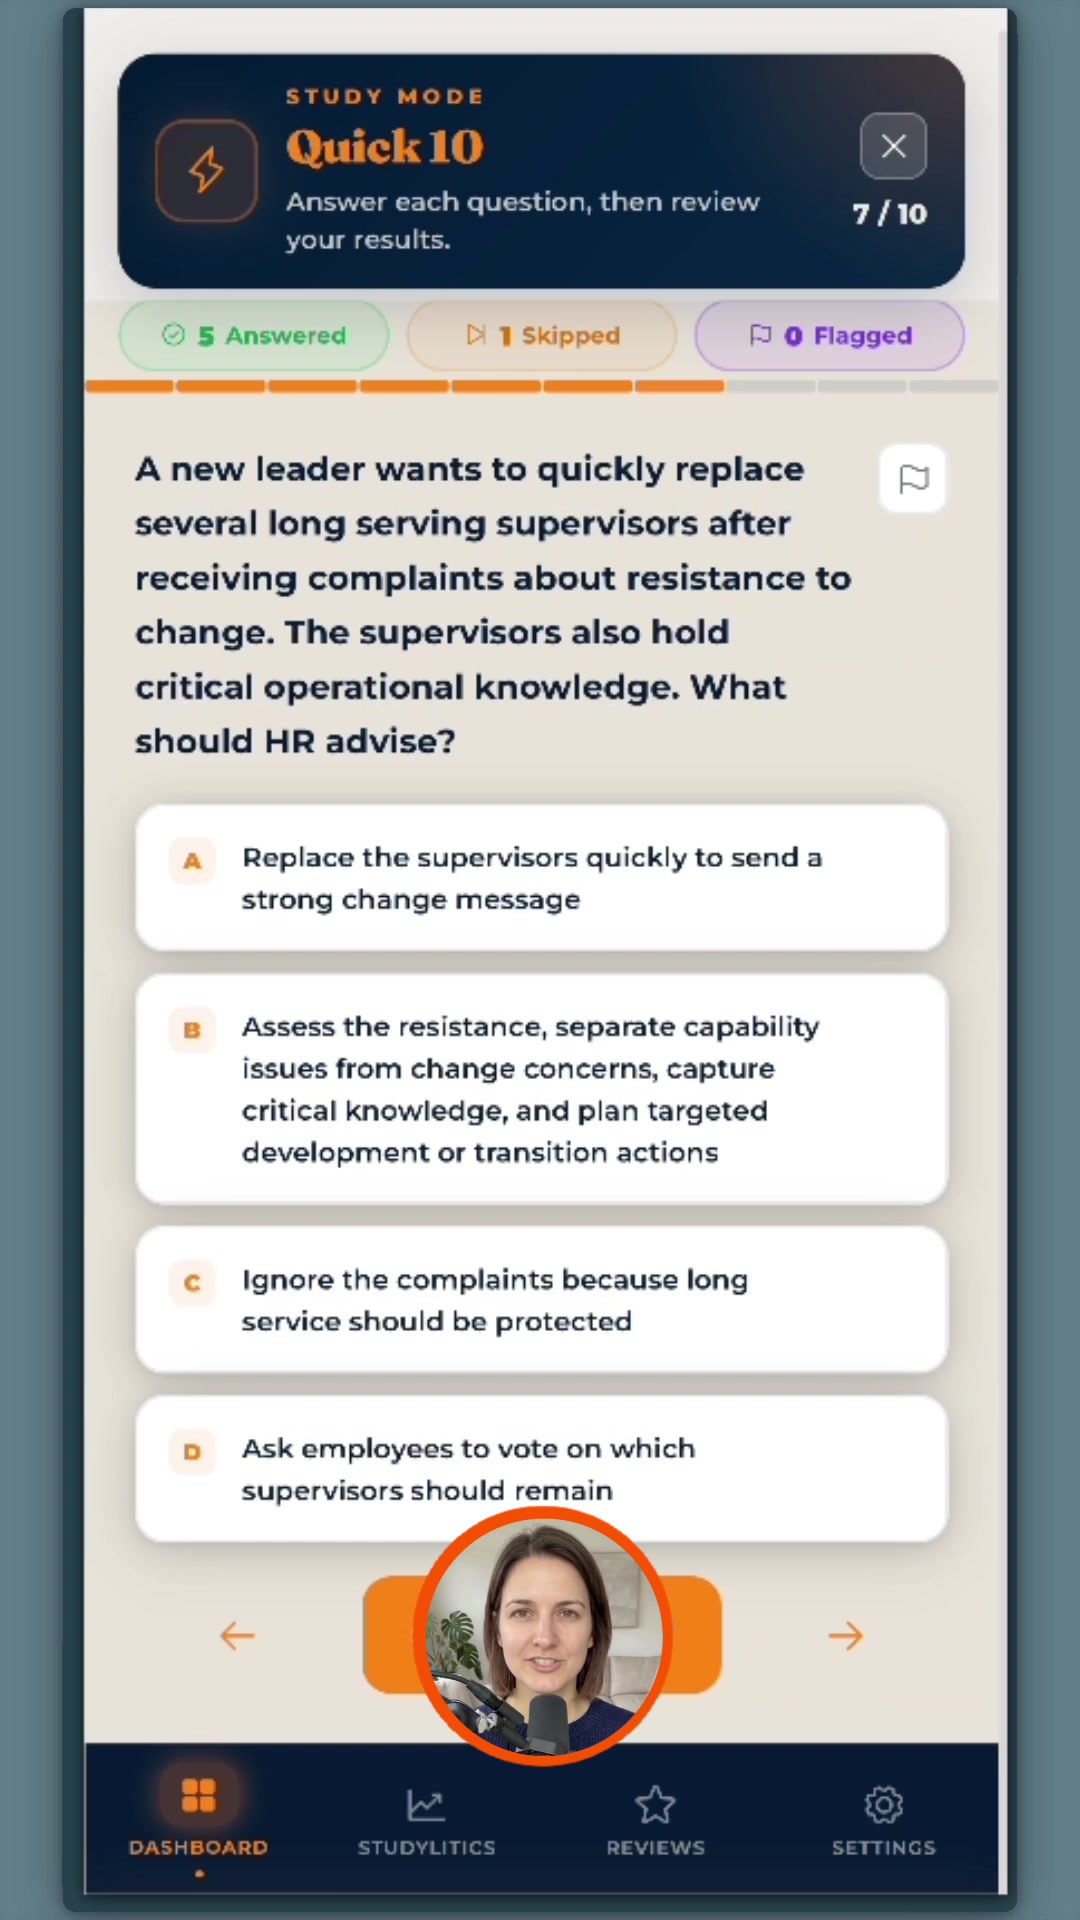 STUDY MODE
Quick 10
Answer each question, then review
your results.
7 / 10
5 Answered
1 Skipped
0 Flagged
A new leader wants to quickly replace
several long serving supervisors after
receiving complaints about resistance to
change. The supervisors also hold
critical operational knowledge. What
should HR advise?
A
Replace the supervisors quickly to send a
strong change message
B
Assess the resistance, separate capability
issues from change concerns, capture
critical knowledge, and plan targeted
development or transition actions
C
Ignore the complaints because long
service should be protected
D
Ask employees to vote on which
supervisors should remain
DASHBOARD
STUDYLITICS
REVIEWS
SETTINGS